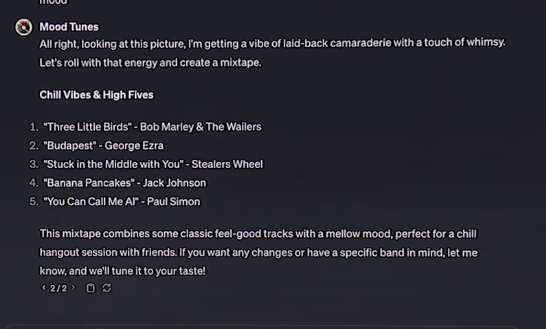 mood
Mood Tunes
All right, looking at this picture, I'm getting a vibe of laid-back camaraderie with a touch of whimsy.
Let's roll with that energy and create a mixtape.
Chill Vibes & High Fives
1. "Three Little Birds" - Bob Marley & The Wailers
2. "Budapest" - George Ezra
3. "Stuck in the Middle with You" - Stealers Wheel
4. "Banana Pancakes" - Jack Johnson
5. "You Can Call Me Al" - Paul Simon
This mixtape combines some classic feel-good tracks with a mellow mood, perfect for a chill
hangout session with friends. If you want any changes or have a specific band in mind, let me
know, and we'll tune it to your taste!
2/2